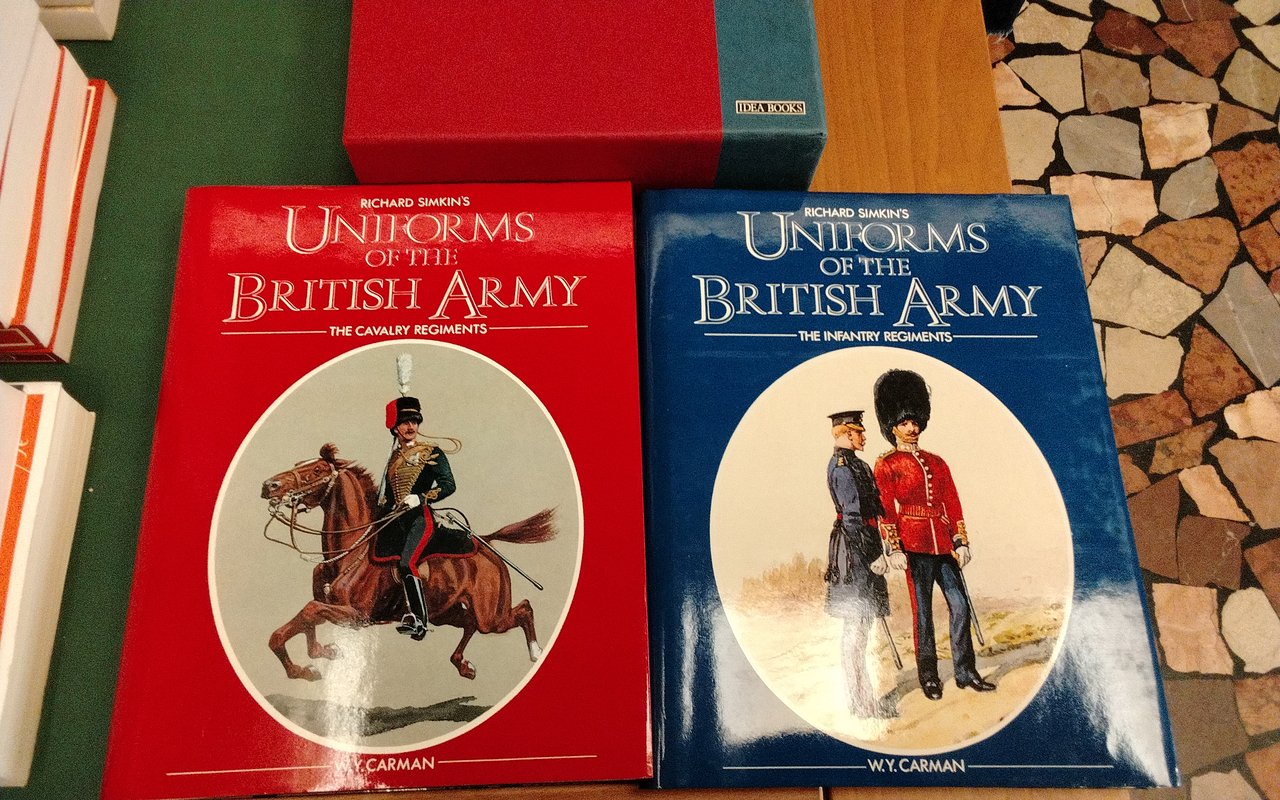 IDEA BOOKS
RICHARD SIMKIN'S
UNIFORMS
OF THE
BRITISH ARMY
THE CAVALRY REGIMENTS
W.Y. CARMAN
RICHARD SIMKIN'S
UNIFORMS
OF THE
BRITISH ARMY
THE INFANTRY REGIMENTS
W.Y. CARMAN